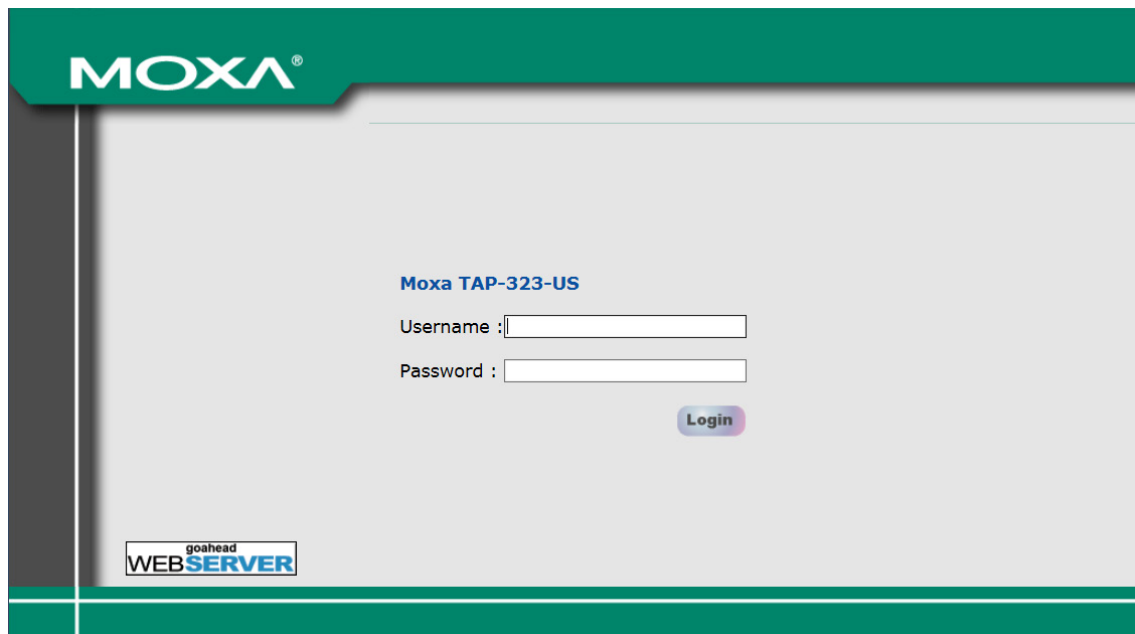 MOXA®
Moxa TAP-323-US
Username :
Password :
Login
goahead
WEBSERVER